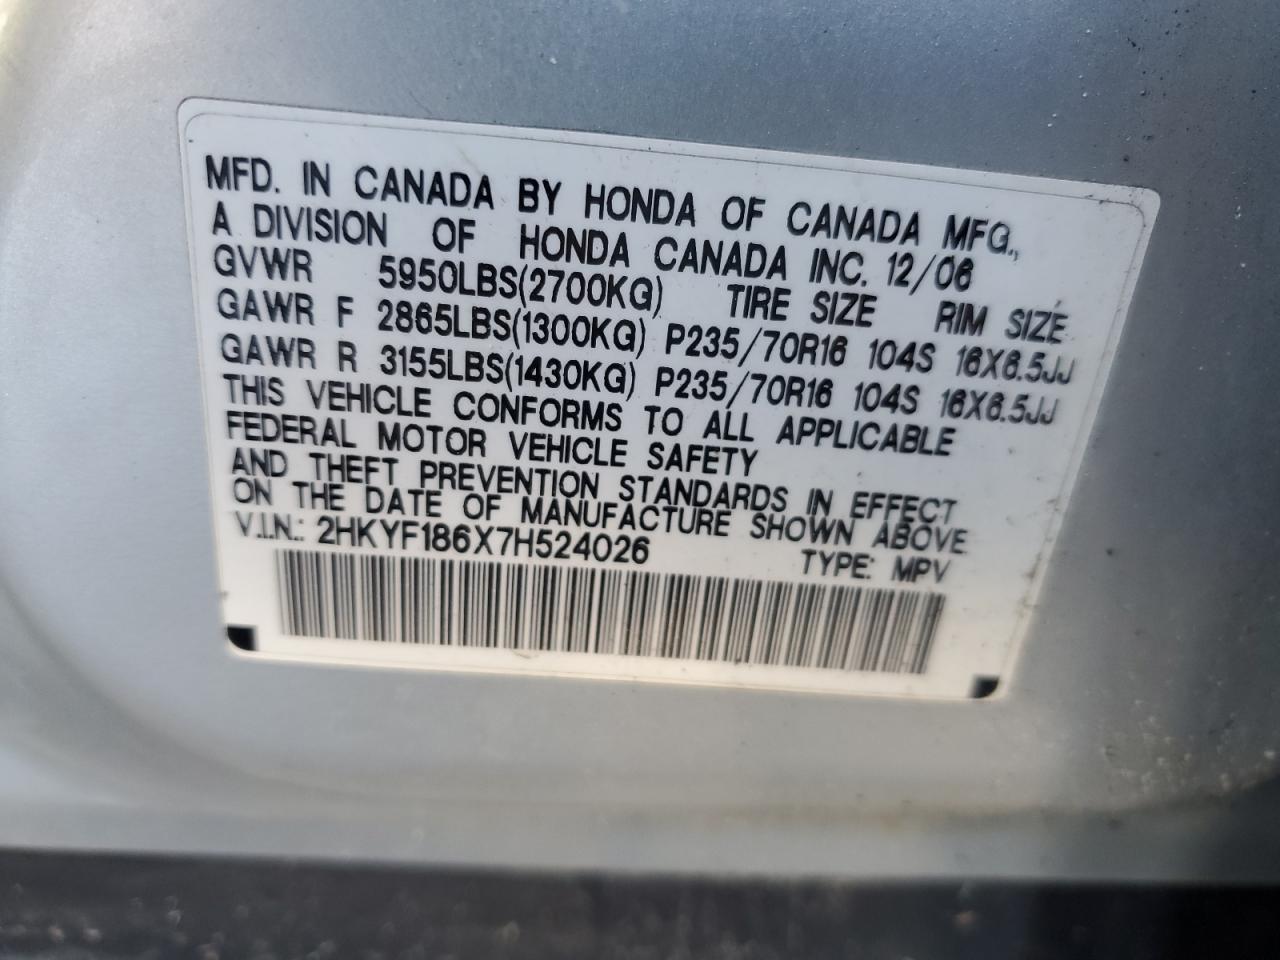 MFD. IN CANADA BY HONDA OF CANADA MFG.,
A DIVISION OF HONDA CANADA INC. 12/06
GVWR 5950LBS(2700KG) TIRE SIZE RIM SIZE
GAWR F 2865LBS(1300KG) P235/70R16 104S 16X6.5JJ
GAWR R 3155LBS(1430KG) P235/70R16 104S 16X6.5JJ
THIS VEHICLE CONFORMS TO ALL APPLICABLE
FEDERAL MOTOR VEHICLE SAFETY
AND THEFT PREVENTION STANDARDS IN EFFECT
ON THE DATE OF MANUFACTURE SHOWN ABOVE
V.I.N.: 2HKYF186X7H524026 TYPE: MPV